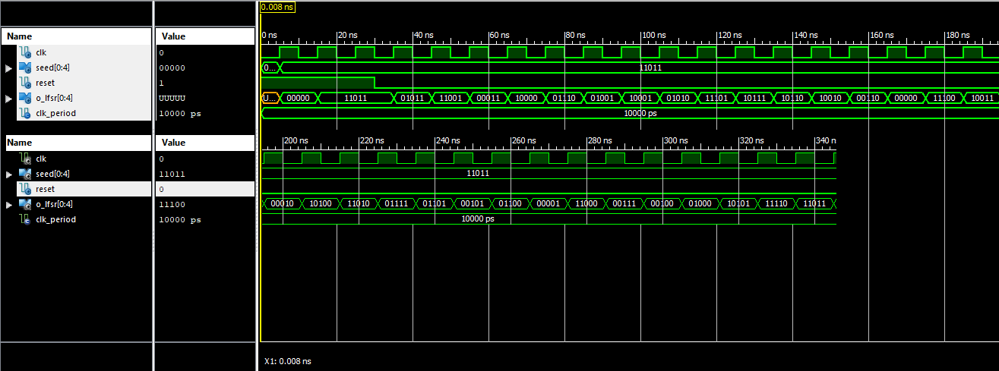 0.008 ns
Name Value
0 ns 20 ns 40 ns 60 ns 80 ns 100 ns 120 ns 140 ns 160 ns 180 ns
clk 0
seed[0:4] 00000 0... 11011
reset 1
o_lfsr[0:4] UUUUU U... 00000 11011 01011 11001 00011 10000 01110 01001 10001 01010 11101 10111 10110 10010 00110 00000 11100 10011
clk_period 10000 ps 10000 ps
Name Value
200 ns 220 ns 240 ns 260 ns 280 ns 300 ns 320 ns 340 n
clk 0
seed[0:4] 11011 11011
reset 0
o_lfsr[0:4] 11100 00010 10100 11010 01111 01101 00101 01100 00001 11000 00111 00100 01000 10101 11110 11011
clk_period 10000 ps 10000 ps
X1: 0.008 ns